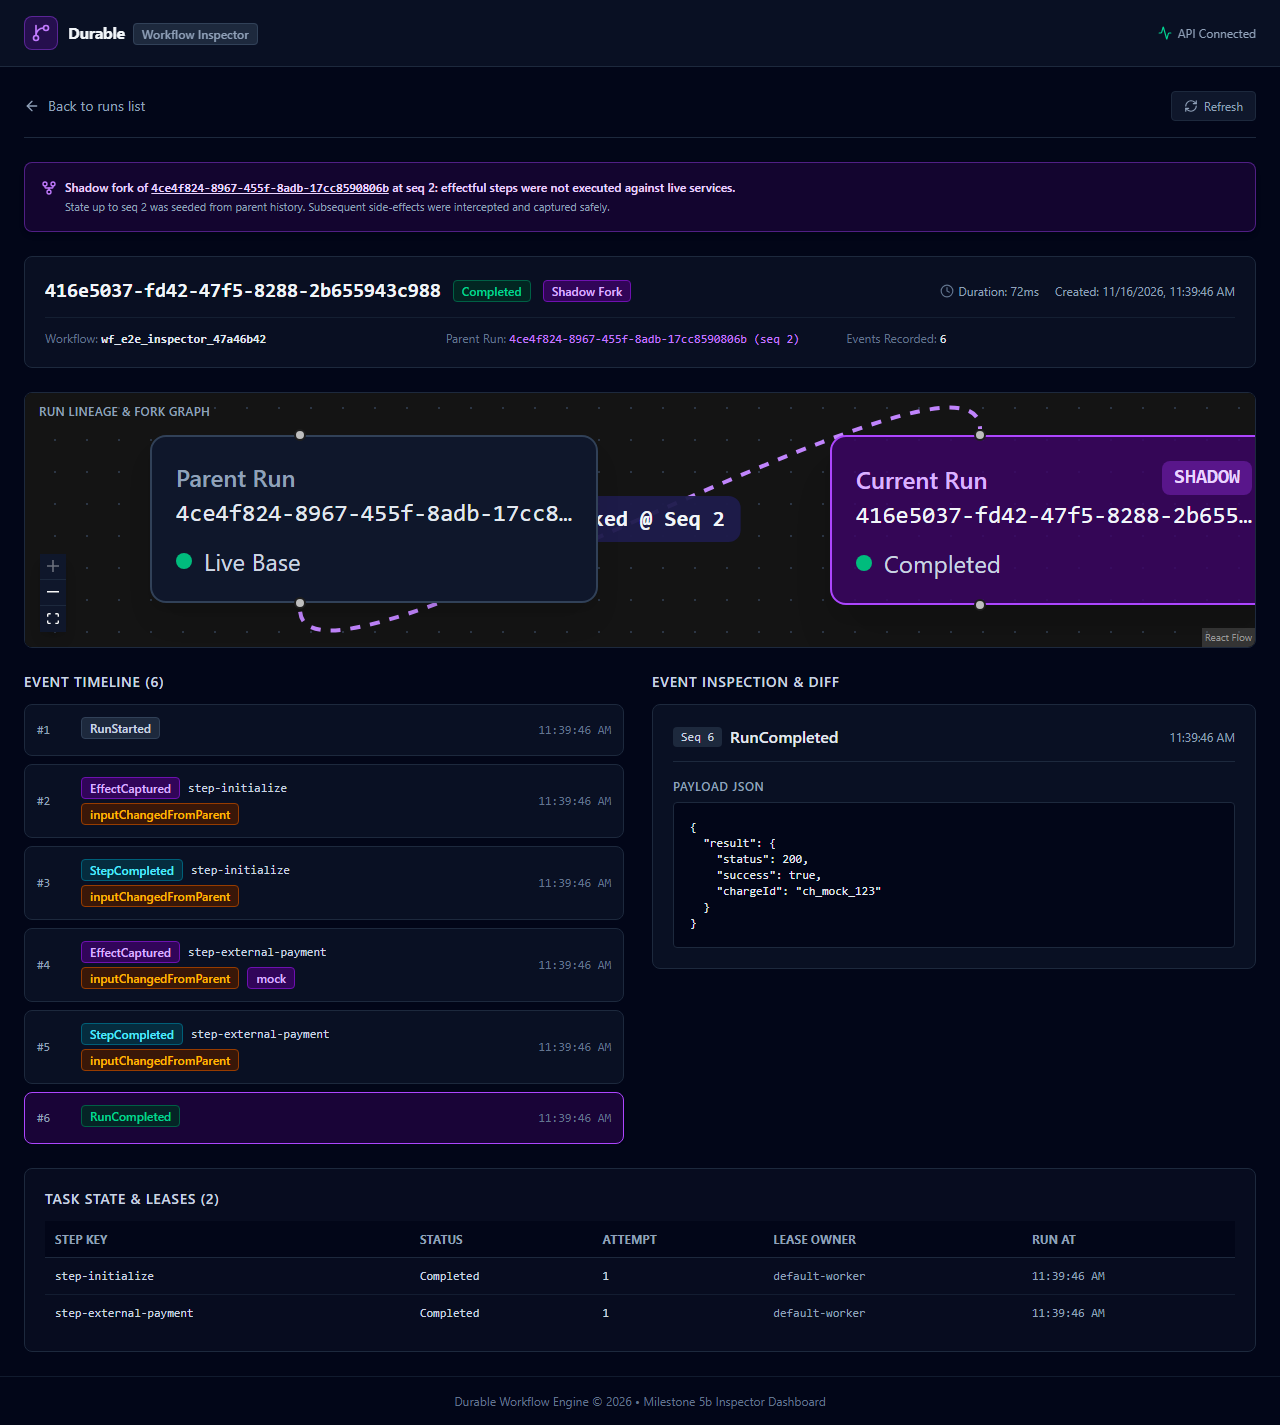 Durable
Workflow Inspector
API Connected
Back to runs list
Refresh
Shadow fork of 4ce4f824-8967-455f-8adb-17cc8590806b at seq 2: effectful steps were not executed against live services.
State up to seq 2 was seeded from parent history. Subsequent side-effects were intercepted and captured safely.
416e5037-fd42-47f5-8288-2b655943c988
Completed
Shadow Fork
Duration: 72ms
Created: 11/16/2026, 11:39:46 AM
Workflow: wf_e2e_inspector_47a46b42
Parent Run: 4ce4f824-8967-455f-8adb-17cc8590806b (seq 2)
Events Recorded: 6
RUN LINEAGE & FORK GRAPH
Parent Run
4ce4f824-8967-455f-8adb-17cc8...
Live Base
ked @ Seq 2
Current Run
SHADOW
416e5037-fd42-47f5-8288-2b655...
Completed
React Flow
EVENT TIMELINE (6)
#1 RunStarted 11:39:46 AM
#2 EffectCaptured step-initialize 11:39:46 AM
inputChangedFromParent
#3 StepCompleted step-initialize 11:39:46 AM
inputChangedFromParent
#4 EffectCaptured step-external-payment 11:39:46 AM
inputChangedFromParent mock
#5 StepCompleted step-external-payment 11:39:46 AM
inputChangedFromParent
#6 RunCompleted 11:39:46 AM
EVENT INSPECTION & DIFF
Seq 6 RunCompleted 11:39:46 AM
PAYLOAD JSON
{
"result": {
"status": 200,
"success": true,
"chargeId": "ch_mock_123"
}
}
TASK STATE & LEASES (2)
STEP KEY STATUS ATTEMPT LEASE OWNER RUN AT
step-initialize Completed 1 default-worker 11:39:46 AM
step-external-payment Completed 1 default-worker 11:39:46 AM
Durable Workflow Engine © 2026 • Milestone 5b Inspector Dashboard